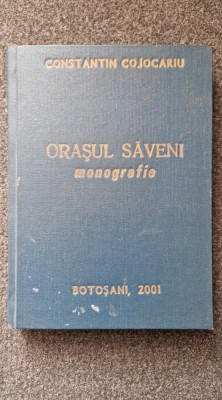 CONSTANTIN COJOCARIU
ORAŞUL SĂVENI
monografie
BOTOŞANI, 2001